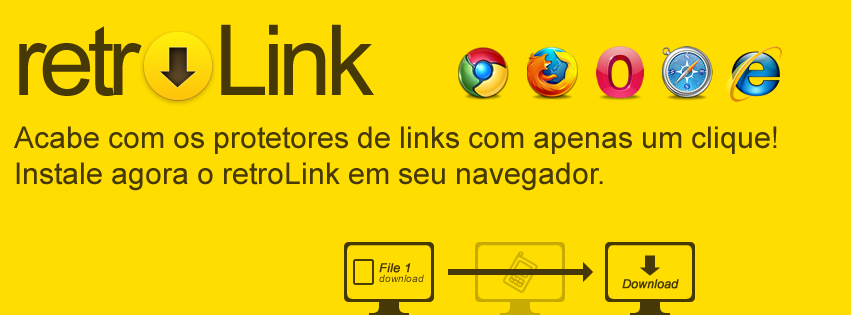 retroLink
Acabe com os protetores de links com apenas um clique!
Instale agora o retroLink em seu navegador.
File 1
download
Download